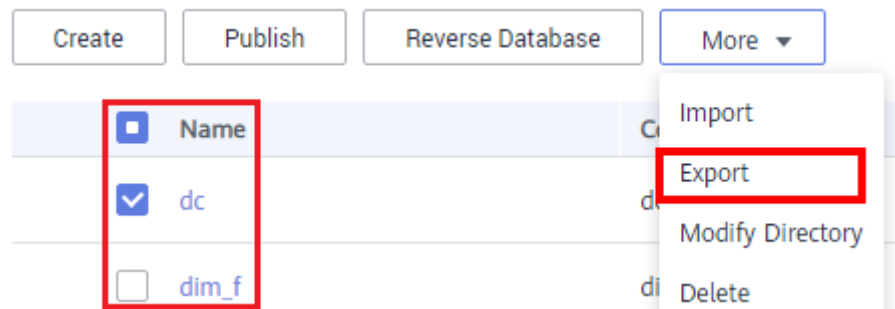 Create Publish Reverse Database More
Name
Import
dc
Export
Modify Directory
dim_f
Delete